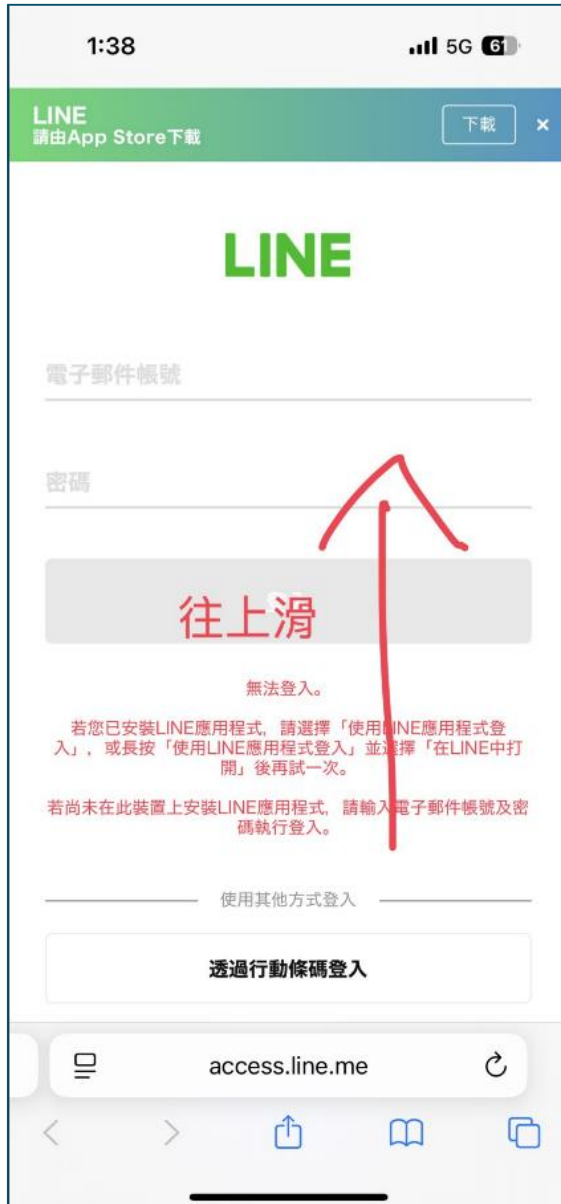 1:38
5G 61
LINE
請由App Store下載
下載
×
LINE
電子郵件帳號
密碼
往上滑
無法登入。
若您已安裝LINE應用程式，請選擇「使用LINE應用程式登
入」，或長按「使用LINE應用程式登入」並選擇「在LINE中打
開」後再試一次。
若尚未在此裝置上安裝LINE應用程式，請輸入電子郵件帳號及密
碼執行登入。
使用其他方式登入
透過行動條碼登入
access.line.me